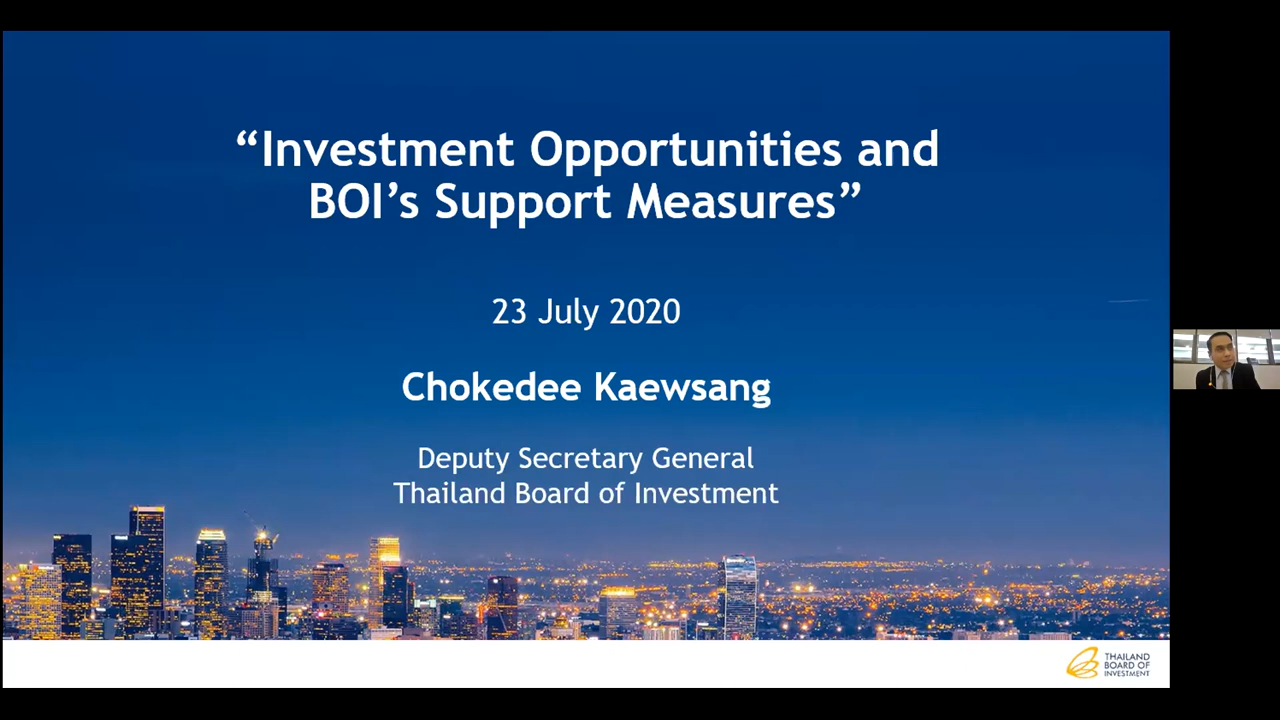 “Investment Opportunities and
BOI’s Support Measures”
23 July 2020
Chokedee Kaewsang
Deputy Secretary General
Thailand Board of Investment
THAILAND
BOARD OF
INVESTMENT